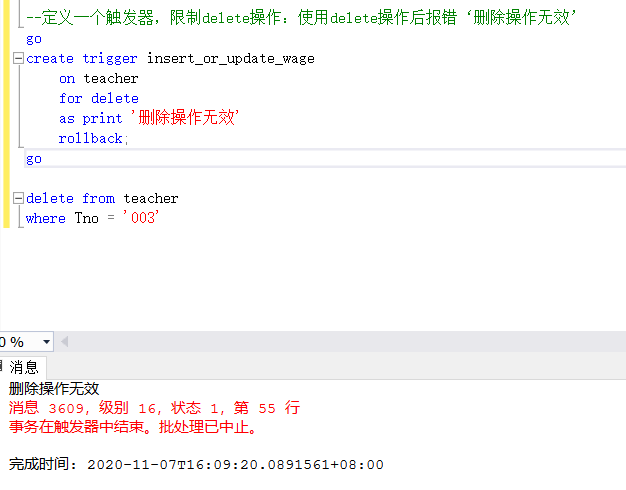 --定义一个触发器，限制delete操作：使用delete操作后报错‘删除操作无效’
go
create trigger insert_or_update_wage
on teacher
for delete
as print '删除操作无效'
rollback;
go
delete from teacher
where Tno = '003'
0 %
消息
删除操作无效
消息 3609，级别 16，状态 1，第 55 行
事务在触发器中结束。批处理已中止。
完成时间: 2020-11-07T16:09:20.0891561+08:00